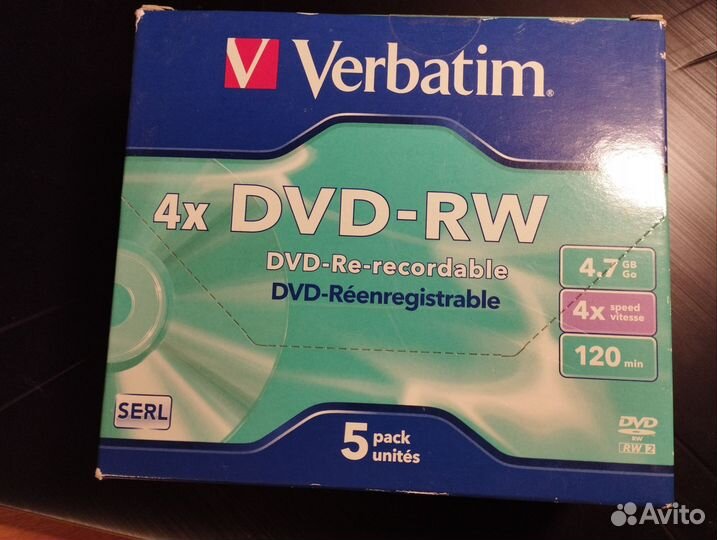 Verbatim®
4x DVD-RW
DVD-Re-recordable
DVD-Réenregistrable
4.7 GB Go
4x speed vitesse
120 min
SERL
5 pack unités
DVD
RW
RW 2
Avito